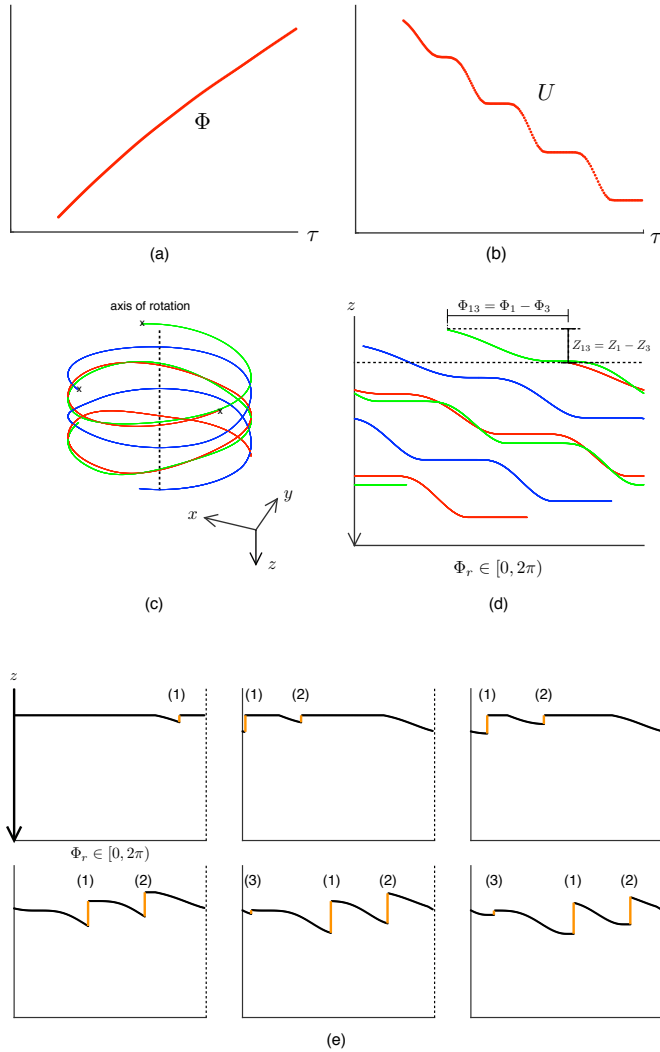 Φ
τ
(a)
U
τ
(b)
axis of rotation
x
x
x
x
y
z
(c)
z
Φ₁₃ = Φ₁ − Φ₃
Z₁₃ = Z₁ − Z₃
Φᵣ ∈ [0, 2π)
(d)
z
(1)
(1) (2)
(1) (2)
Φᵣ ∈ [0, 2π)
(1) (2)
(3) (1) (2)
(3) (1) (2)
(e)